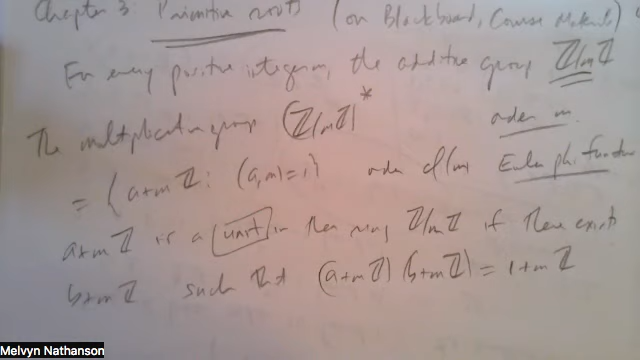 Chapter 3: Primitive roots (on Blackboard, Course Materials)
For every positive integer m, the additive group ℤ/mℤ
The multiplicative group (ℤ/mℤ)* order m.
= {a+mℤ: (a,m)=1} order φ(m) Euler phi function
a+mℤ is a unit in the ring ℤ/mℤ if there exists
b+mℤ such that (a+mℤ)(b+mℤ) = 1+mℤ
Melvyn Nathanson